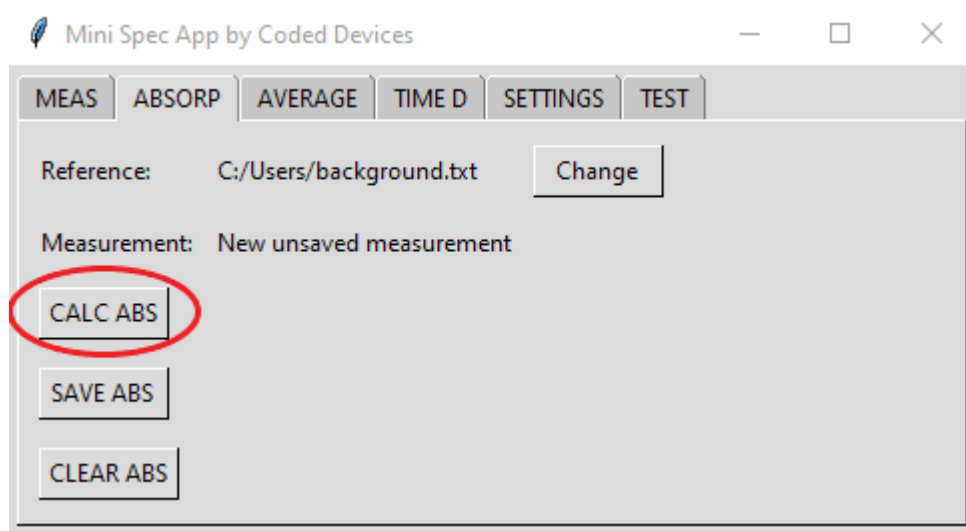 Mini Spec App by Coded Devices
MEAS ABSORP AVERAGE TIME D SETTINGS TEST
Reference: C:/Users/background.txt Change
Measurement: New unsaved measurement
CALC ABS
SAVE ABS
CLEAR ABS